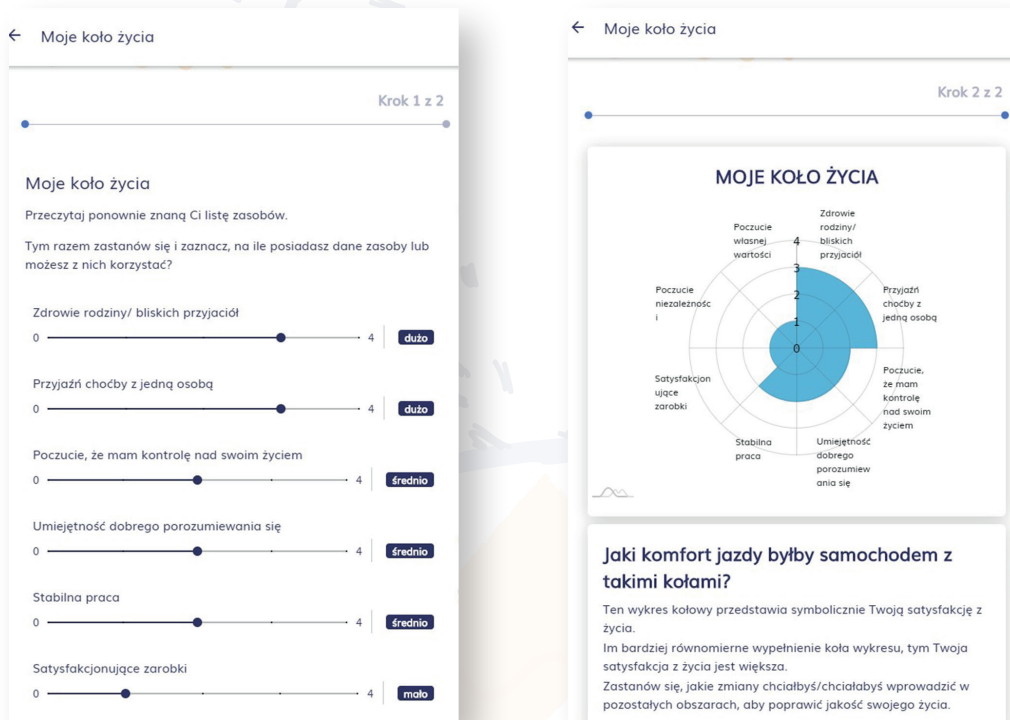 ← Moje koło życia
Krok 1 z 2
Moje koło życia
Przeczytaj ponownie znaną Ci listę zasobów.
Tym razem zastanów się i zaznacz, na ile posiadasz dane zasoby lub
możesz z nich korzystać?
Zdrowie rodziny/ bliskich przyjaciół
0 4 dużo
Przyjaźń choćby z jedną osobą
0 4 dużo
Poczucie, że mam kontrolę nad swoim życiem
0 4 średnio
Umiejętność dobrego porozumiewania się
0 4 średnio
Stabilna praca
0 4 średnio
Satysfakcjonujące zarobki
0 4 mało
← Moje koło życia
Krok 2 z 2
MOJE KOŁO ŻYCIA
Zdrowie
rodziny/
bliskich
przyjaciół
Przyjaźń
choćby z
jedną osobą
Poczucie,
że mam
kontrolę
nad swoim
życiem
Umiejętność
dobrego
porozumiew
ania się
Stabilna
praca
Satysfakcjon
ujące
zarobki
Poczucie
niezależnośc
i
Poczucie
własnej
wartości
4
3
2
1
0
Jaki komfort jazdy byłby samochodem z
takimi kołami?
Ten wykres kołowy przedstawia symbolicznie Twoją satysfakcję z
życia.
Im bardziej równomierne wypełnienie koła wykresu, tym Twoja
satysfakcja z życia jest większa.
Zastanów się, jakie zmiany chciałbyś/chciałabyś wprowadzić w
pozostałych obszarach, aby poprawić jakość swojego życia.